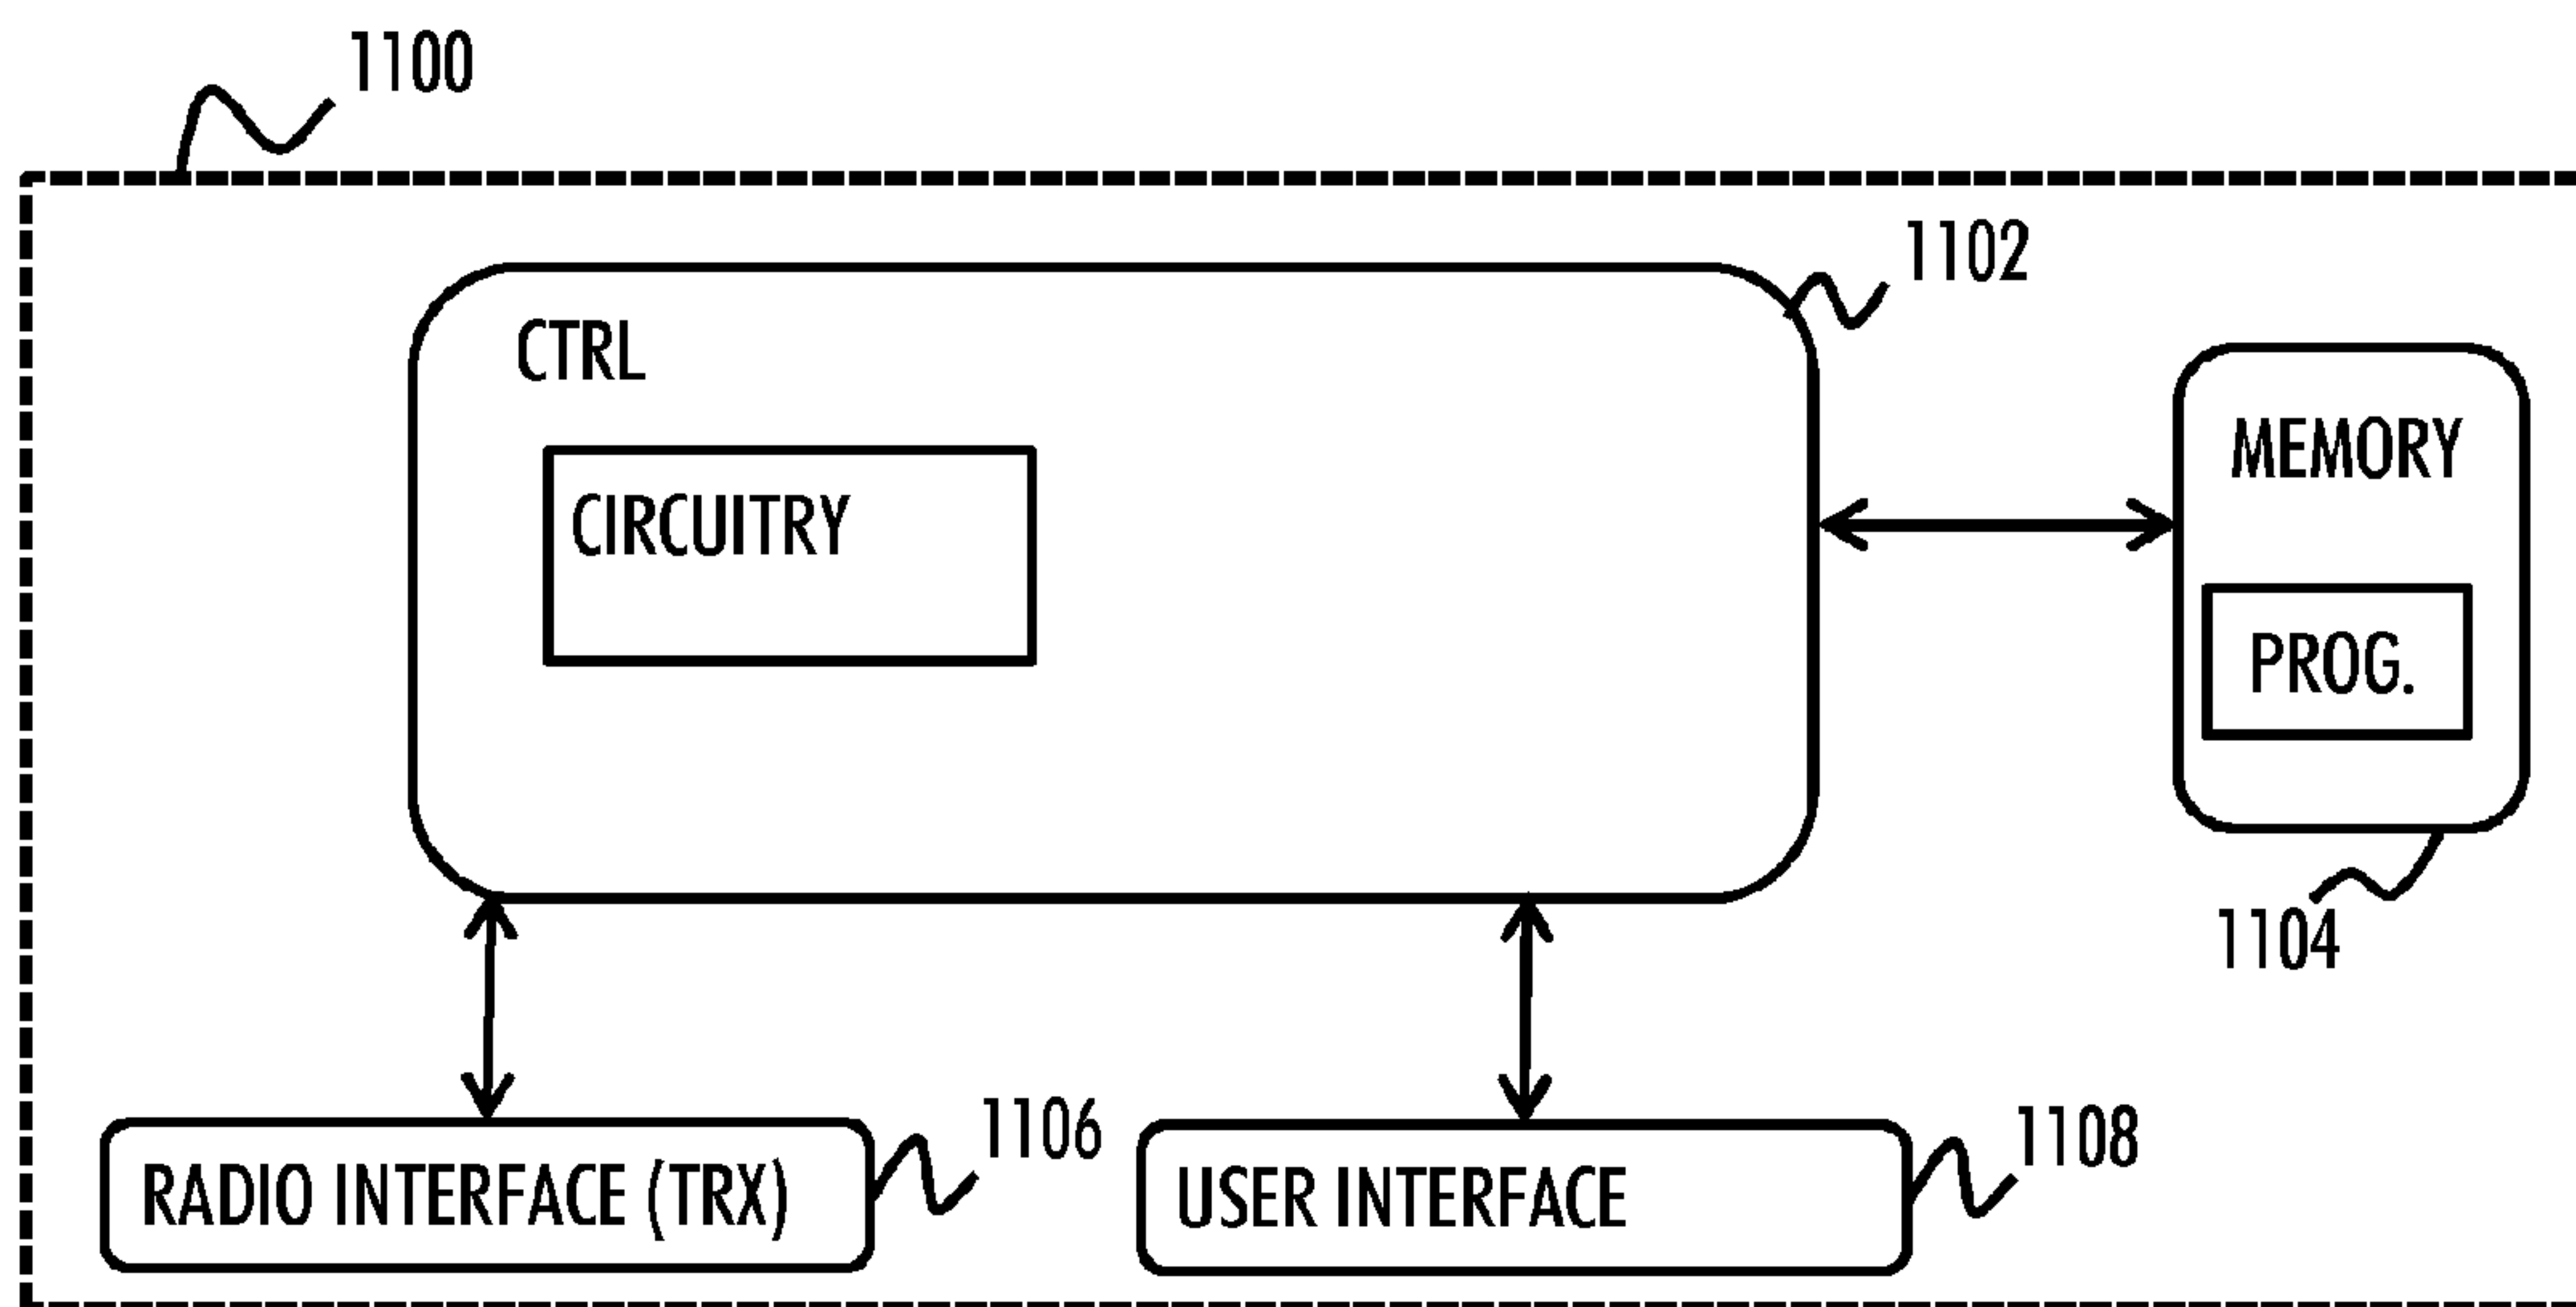 1100
1102
CTRL
MEMORY
CIRCUITRY
PROG.
1104
1106
1108
RADIO INTERFACE (TRX)
USER INTERFACE